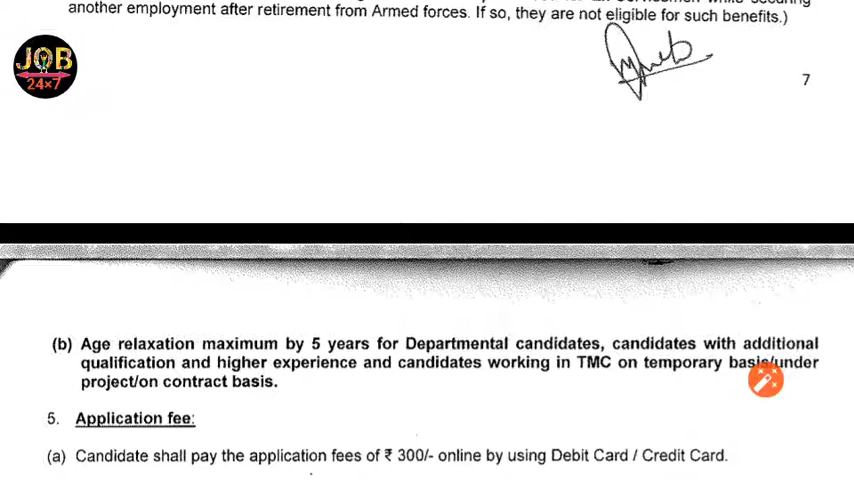 another employment after retirement from Armed forces. If so, they are not eligible for such benefits.)
JOB
24×7
7
(b) Age relaxation maximum by 5 years for Departmental candidates, candidates with additional
qualification and higher experience and candidates working in TMC on temporary basis/under
project/on contract basis.
5. Application fee:
(a) Candidate shall pay the application fees of ₹ 300/- online by using Debit Card / Credit Card.